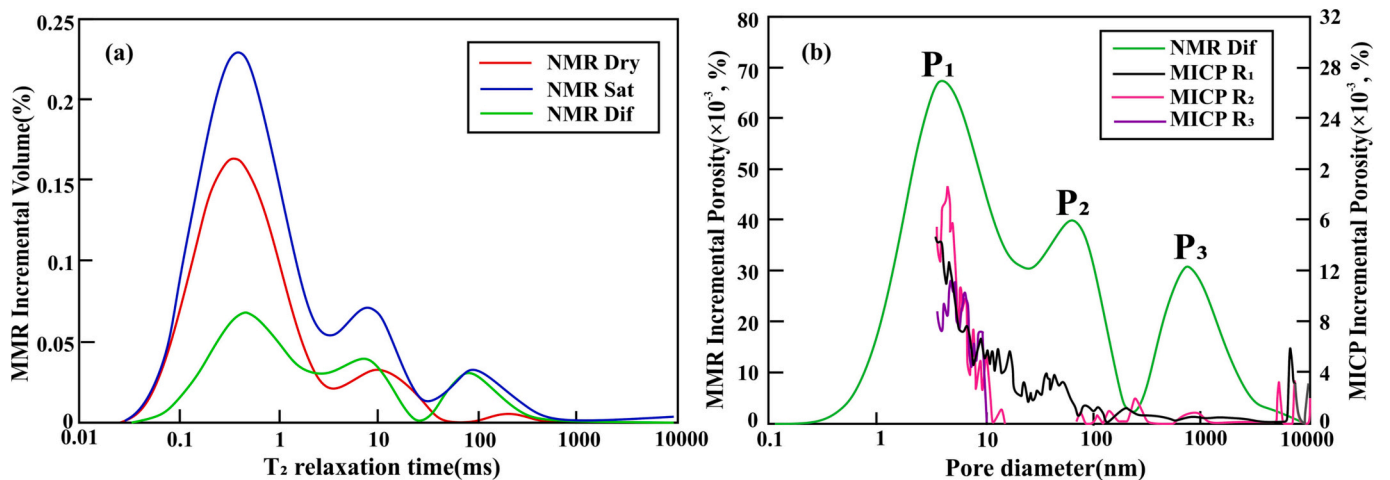 (a)
NMR Dry
NMR Sat
NMR Dif
MMR Incremental Volume(%)
0.25
0.20
0.15
0.1
0.05
0
0.01
0.1
1
10
100
1000
10000
T₂ relaxation time(ms)
(b)
NMR Dif
MICP R₁
MICP R₂
MICP R₃
P₁
P₂
P₃
MMR Incremental Poroity(×10⁻³, %)
80
70
60
50
40
30
20
10
0
MICP Incremental Porosity(×10⁻³, %)
32
28
24
2
6
12
8
4
0
0.1
1
10
100
1000
10000
Pore diameter(nm)